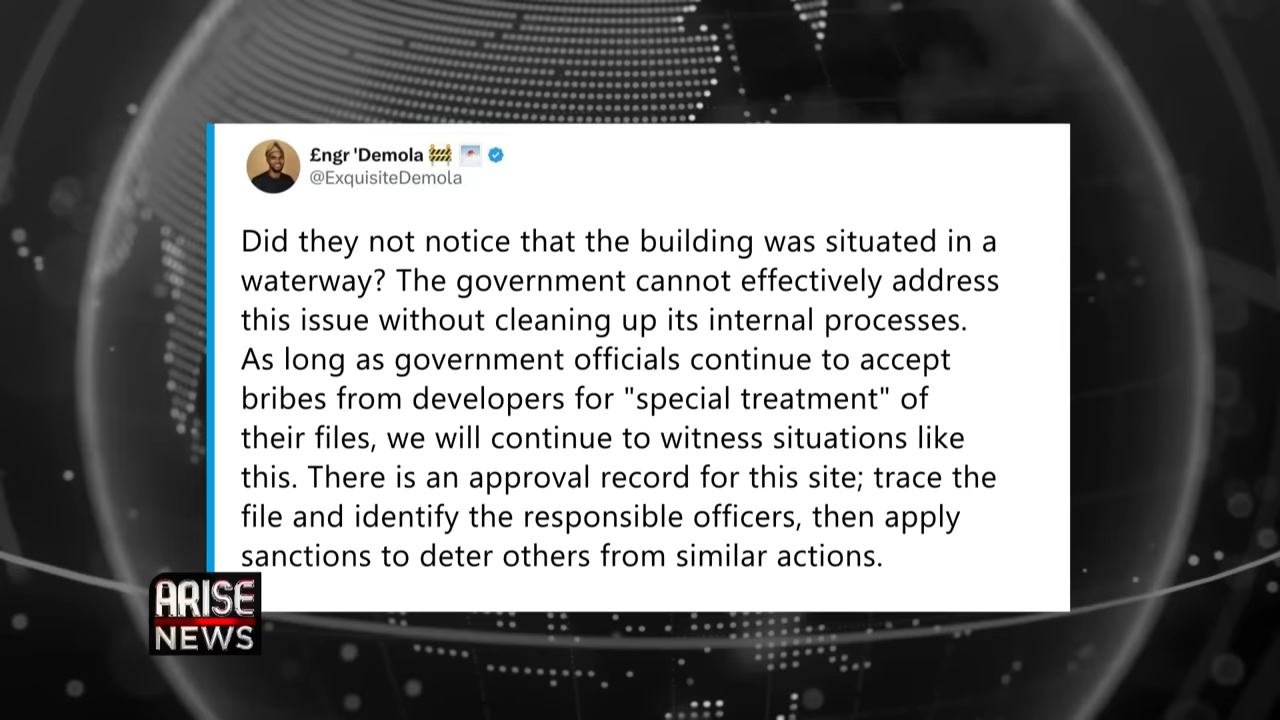 £ngr 'Demola
@ExquisiteDemola
Did they not notice that the building was situated in a
waterway? The government cannot effectively address
this issue without cleaning up its internal processes.
As long as government officials continue to accept
bribes from developers for "special treatment" of
their files, we will continue to witness situations like
this. There is an approval record for this site; trace the
file and identify the responsible officers, then apply
sanctions to deter others from similar actions.
ARISE
NEWS